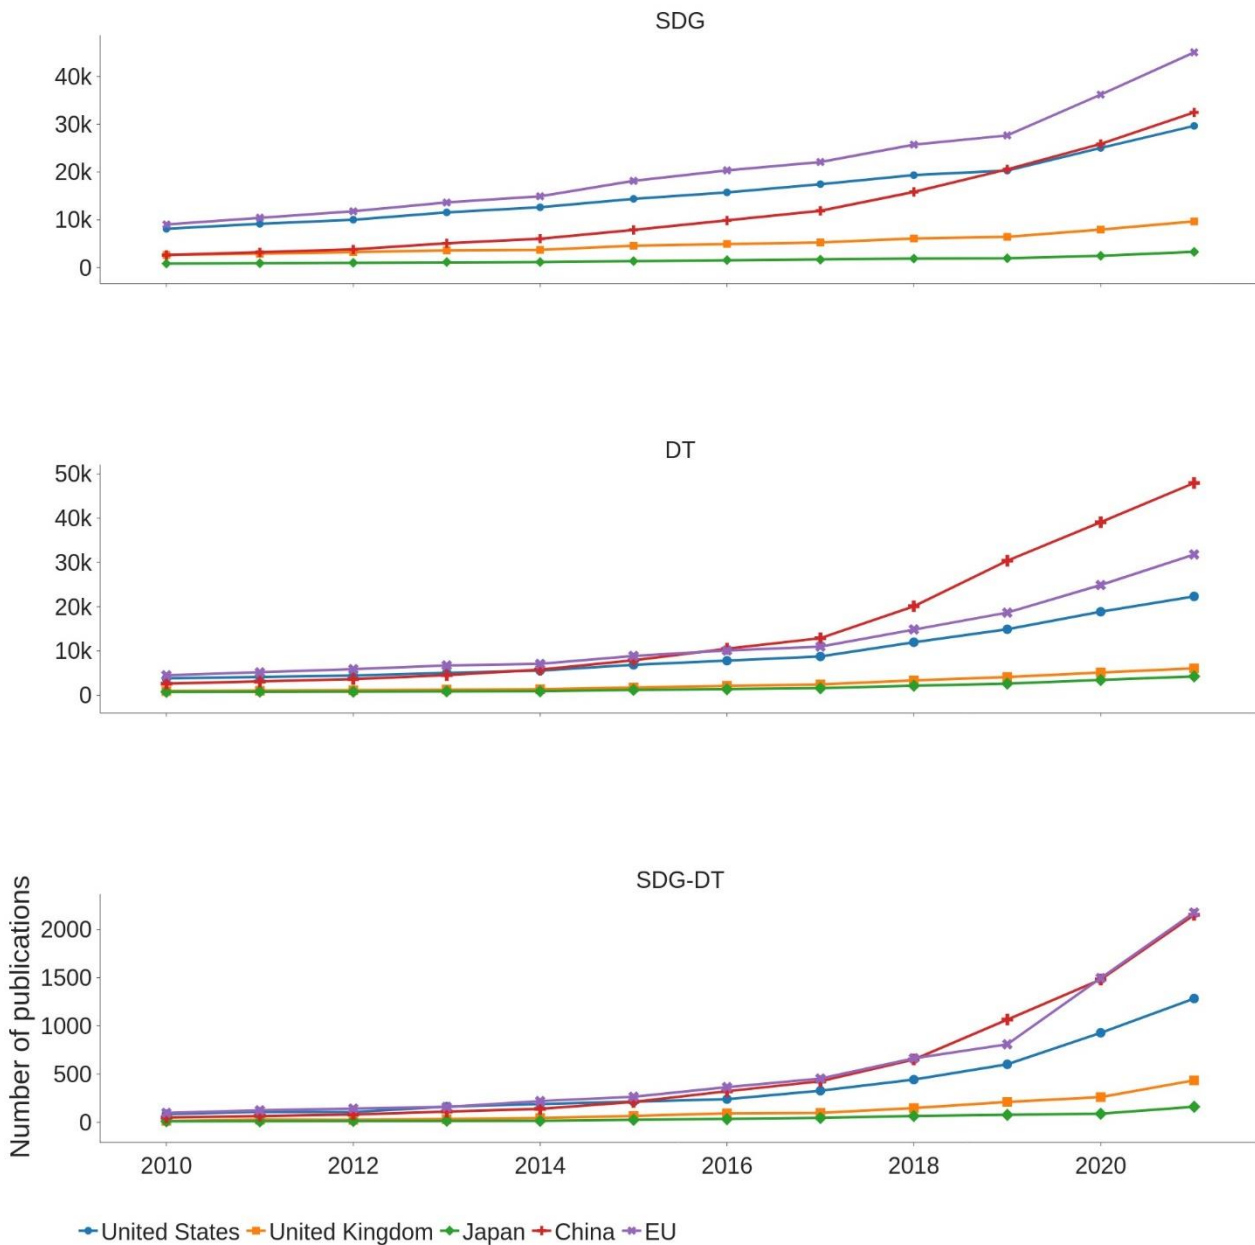 SDG
40k
30k
20k
10k
0
DT
50k
40k
30k
20k
10k
0
SDG-DT
Number of publications
2000
1500
1000
500
0
2010 2012 2014 2016 2018 2020
United States United Kingdom Japan China EU